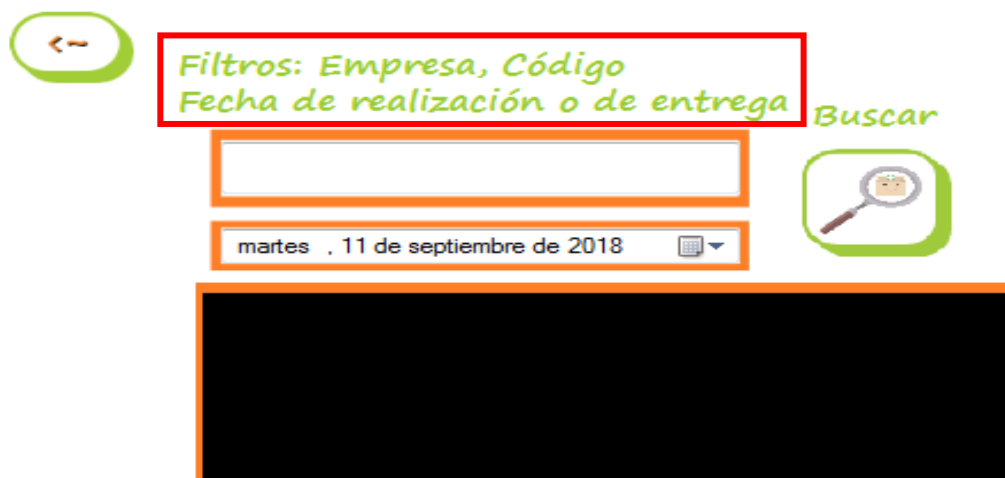 <~
Filtros: Empresa, Código
Fecha de realización o de entrega
Buscar
martes , 11 de septiembre de 2018